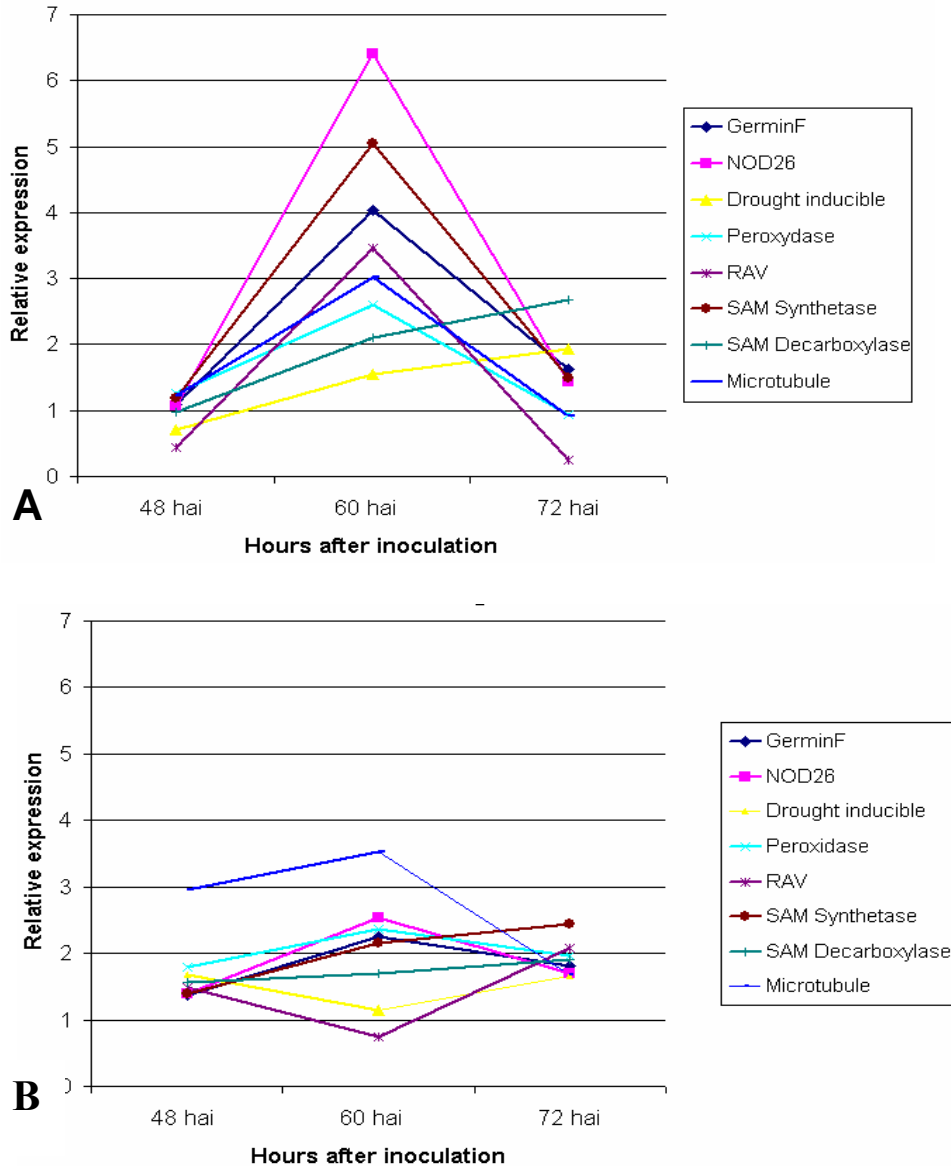 7
6
5
4
3
2
1
0
Relative expression
48 hai 60 hai 72 hai
Hours after inoculation
GerminF
NOD26
Drought inducible
Peroxydase
RAV
SAM Synthetase
SAM Decarboxylase
Microtubule
A
7
6
5
4
3
2
1
Relative expression
48 hai 60 hai 72 hai
Hours after inoculation
GerminF
NOD26
Drought inducible
Peroxidase
RAV
SAM Synthetase
SAM Decarboxylase
Microtubule
B